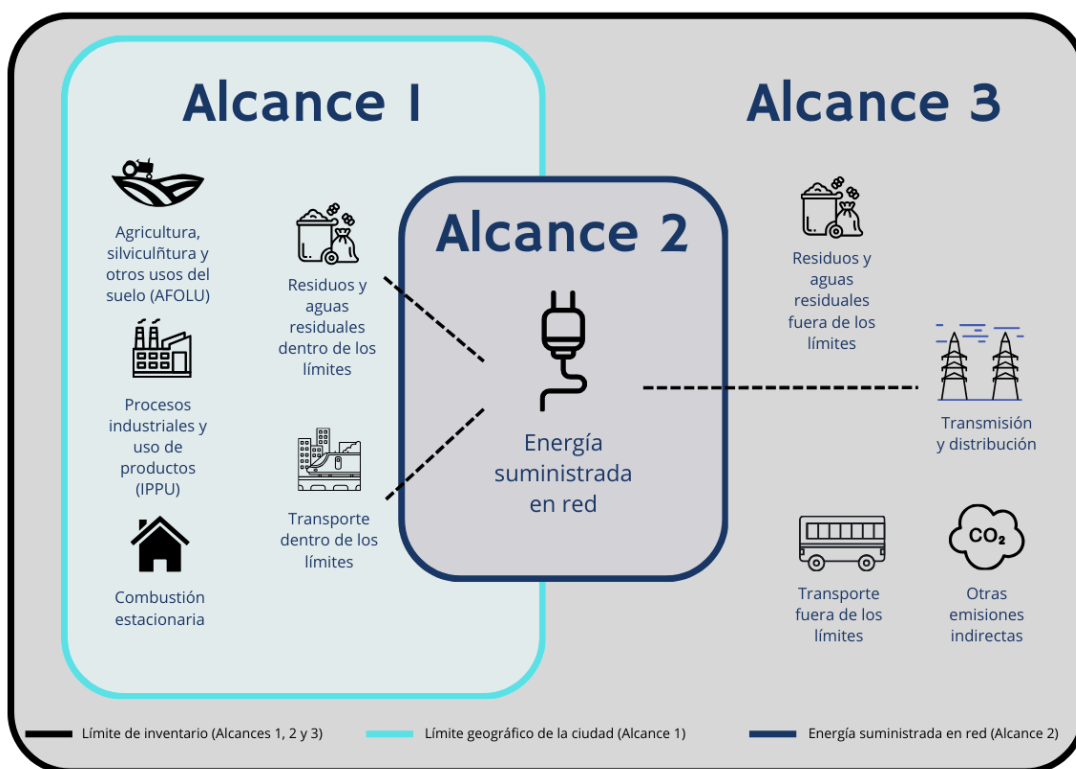 Alcance 1
Agricultura,
silviculñtura y
otros usos del
suelo (AFOLU)
Procesos
industriales y
uso de
productos
(IPPU)
Combustión
estacionaria
Residuos y
aguas
residuales
dentro de los
límites
Transporte
dentro de los
límites
Alcance 2
Energía
suministrada
en red
Alcance 3
Residuos y
aguas
residuales
fuera de los
límites
Transmisión
y distribución
Transporte
fuera de los
límites
CO₂
Otras
emisiones
indirectas
Límite de inventario (Alcances 1, 2 y 3)
Límite geográfico de la ciudad (Alcance 1)
Energía suministrada en red (Alcance 2)